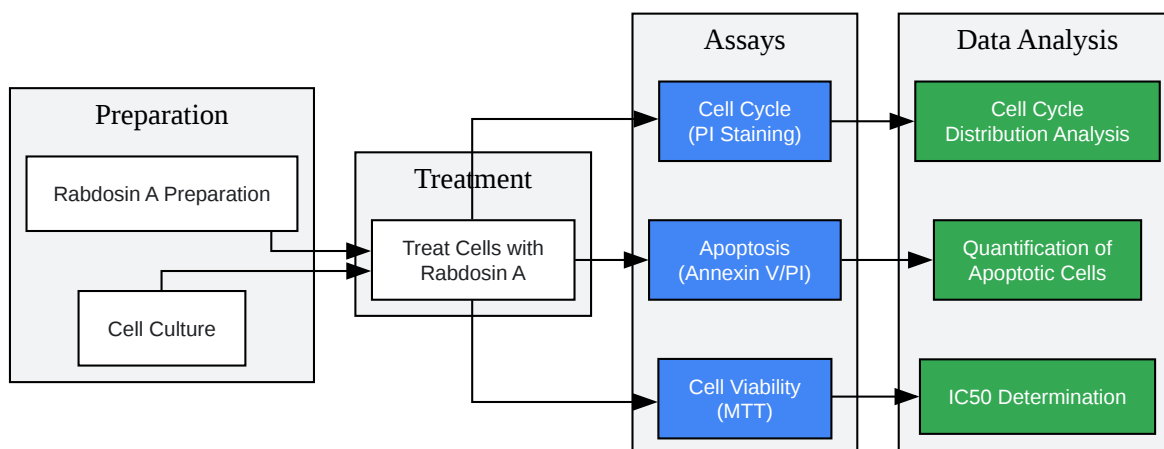 Preparation
Rabdosin A Preparation
Cell Culture
Treatment
Treat Cells with
Rabdosin A
Assays
Cell Cycle
(PI Staining)
Apoptosis
(Annexin V/PI)
Cell Viability
(MTT)
Data Analysis
Cell Cycle
Distribution Analysis
Quantification of
Apoptotic Cells
IC50 Determination